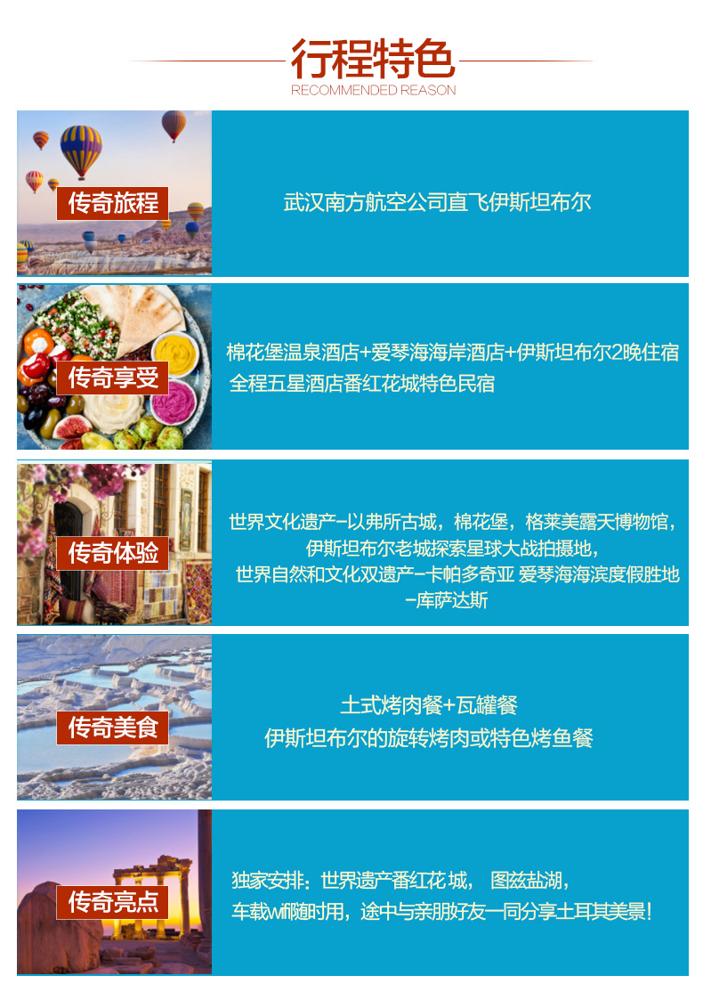 行程特色
RECOMMENDED REASON
传奇旅程
武汉南方航空公司直飞伊斯坦布尔
传奇享受
棉花堡温泉酒店+爱琴海海岸酒店+伊斯坦布尔2晚住宿
全程五星酒店番红花城特色民宿
传奇体验
世界文化遗产-以弗所古城，棉花堡，格莱美露天博物馆，
伊斯坦布尔老城探索星球大战拍摄地，
世界自然和文化双遗产-卡帕多奇亚 爱琴海海滨度假胜地
-库萨达斯
传奇美食
土式烤肉餐+瓦罐餐
伊斯坦布尔的旋转烤肉或特色烤鱼餐
传奇亮点
独家安排：世界遗产番红花城， 图兹盐湖，
车载wifi随时用，途中与亲朋好友一同分享土耳其美景！